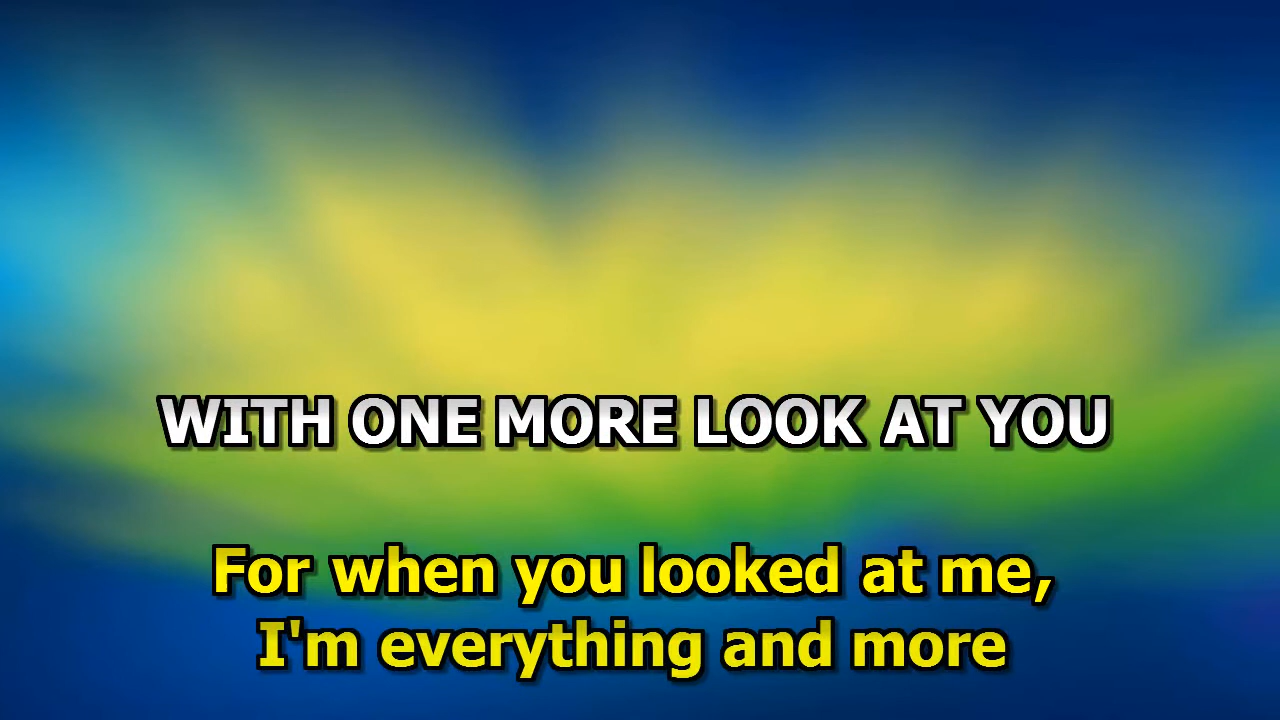 WITH ONE MORE LOOK AT YOU
For when you looked at me,
I'm everything and more